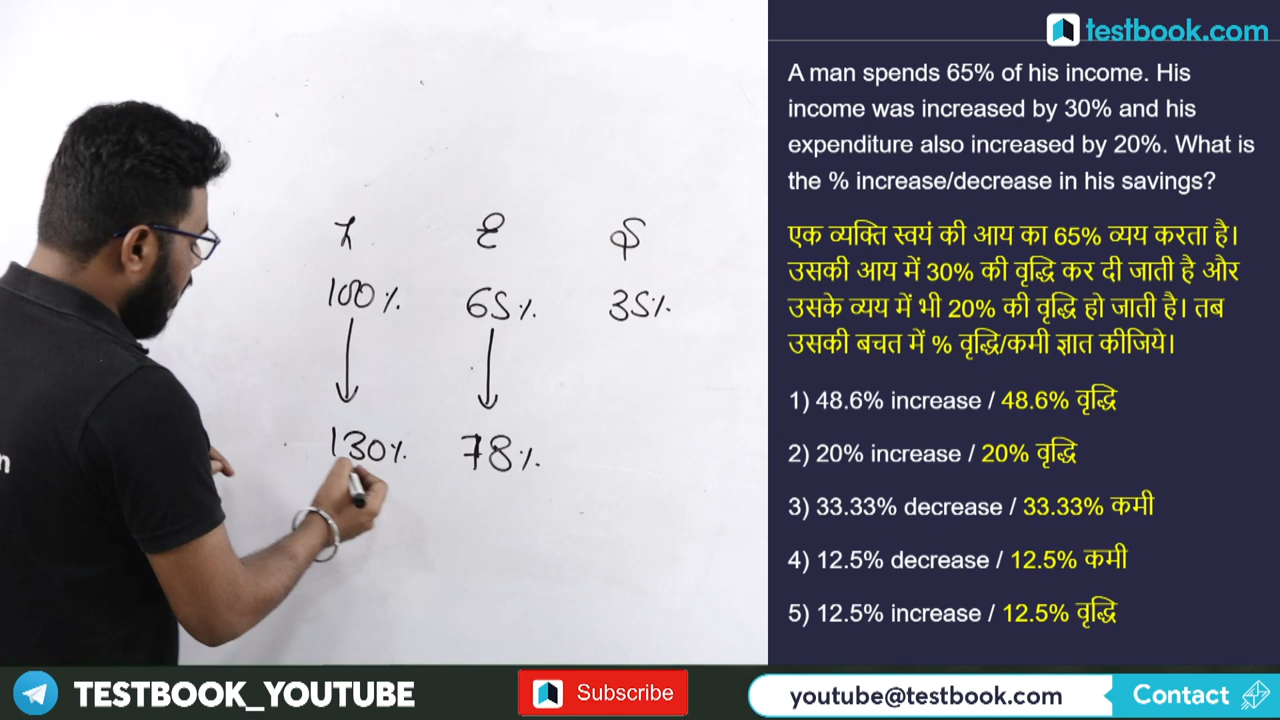 testbook.com
A man spends 65% of his income. His
income was increased by 30% and his
expenditure also increased by 20%. What is
the % increase/decrease in his savings?
एक व्यक्ति स्वयं की आय का 65% व्यय करता है।
उसकी आय में 30% की वृद्धि कर दी जाती है और
उसके व्यय में भी 20% की वृद्धि हो जाती है। तब
उसकी बचत में % वृद्धि/कमी ज्ञात कीजिये।
1) 48.6% increase / 48.6% वृद्धि
2) 20% increase / 20% वृद्धि
3) 33.33% decrease / 33.33% कमी
4) 12.5% decrease / 12.5% कमी
5) 12.5% increase / 12.5% वृद्धि
I E S
100% 65% 35%
130% 78%
n
TESTBOOK_YOUTUBE
Subscribe
youtube@testbook.com
Contact